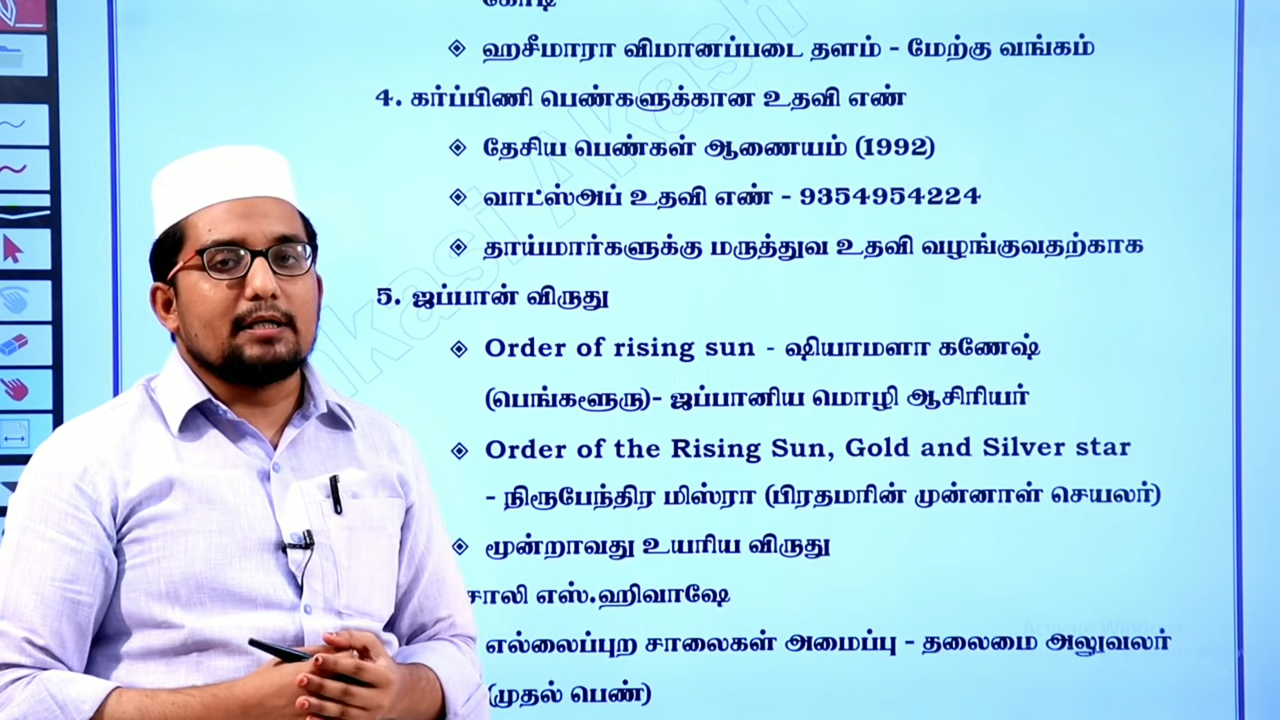 கோடி
ஹசீமாரா விமானப்படை தளம் - மேற்கு வங்கம்
4. கர்ப்பிணி பெண்களுக்கான உதவி எண்
தேசிய பெண்கள் ஆணையம் (1992)
வாட்ஸ்அப் உதவி எண் - 9354954224
தாய்மார்களுக்கு மருத்துவ உதவி வழங்குவதற்காக
5. ஜப்பான் விருது
Order of rising sun - ஷியாமளா கணேஷ்
(பெங்களூரு)- ஜப்பானிய மொழி ஆசிரியர்
Order of the Rising Sun, Gold and Silver star
- நிரூபேந்திர மிஸ்ரா (பிரதமரின் முன்னாள் செயலர்)
மூன்றாவது உயரிய விருது
சாலி எஸ்.ஹிவாஷே
எல்லைப்புற சாலைகள் அமைப்பு - தலைமை அலுவலர்
(முதல் பெண்)